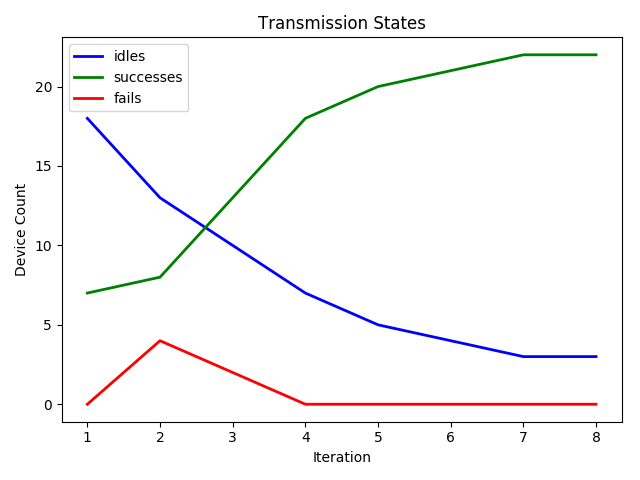 Transmission States
idles
successes
fails
20
15
10
5
0
Device Count
1 2 3 4 5 6 7 8
Iteration